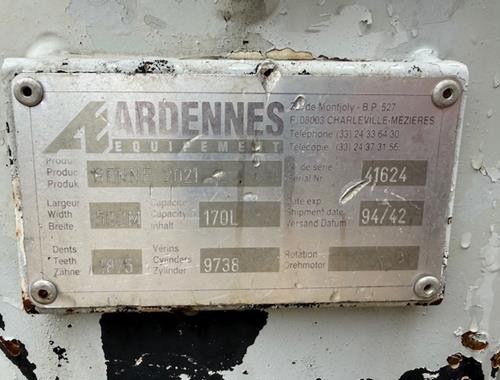 Æ ARDENNES
EQUIPEMENT
de Montjoly - B.P. 527
F. 08003 CHARLEVILLE-MEZIERES
Téléphone (33) 24 33 64 30
Télécopie (33) 24 37 31 56
Produ
Produc
Produk
BENNE 2021
de série
Serial Nr
41624
Largeur
Width
Breite
Capacité
Capacity
Inhalt
170L
Date exp
Shipment date
Versand Datum
94/42
Dents
Teeth
Zähne
Vérins
Cylinders
Zylinder
9738
Rotation
Drehmotor